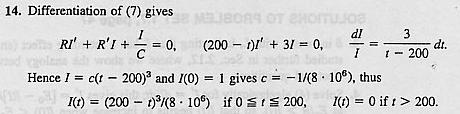 14. Differentiation of (7) gives
RI' + R'I + I/C = 0, (200 − t)I' + 3I = 0, dI/I = 3/(t − 200) dt.
Hence I = c(t − 200)³ and I(0) = 1 gives c = −1/(8 · 10⁶), thus
I(t) = (200 − t)³/(8 · 10⁶) if 0 ≦ t ≦ 200, I(t) = 0 if t > 200.